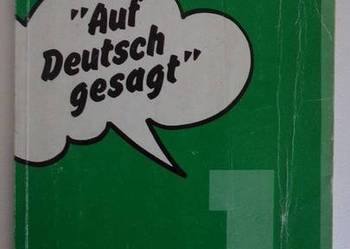 "Auf
Deutsch
gesagt"
1